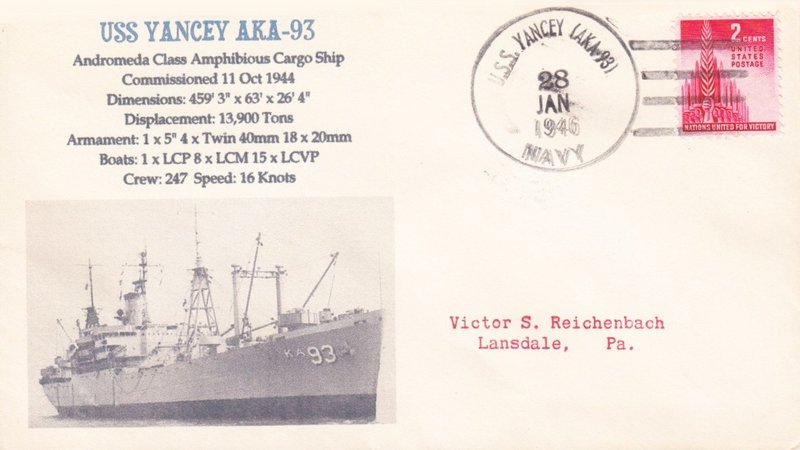 USS YANCEY AKA-93
Andromeda Class Amphibious Cargo Ship
Commissioned 11 Oct 1944
Dimensions: 459' 3" x 63' x 26' 4"
Displacement: 13,900 Tons
Armament: 1 x 5" 4 x Twin 40mm 18 x 20mm
Boats: 1 x LCP 8 x LCM 15 x LCVP
Crew: 247 Speed: 16 Knots
U.S.S. YANCEY (AKA-93)
28
JAN
1946
NAVY
2 CENTS
UNITED
STATES
POSTAGE
NATIONS UNITED FOR VICTORY
KA 93
Victor S. Reichenbach
Lansdale, Pa.